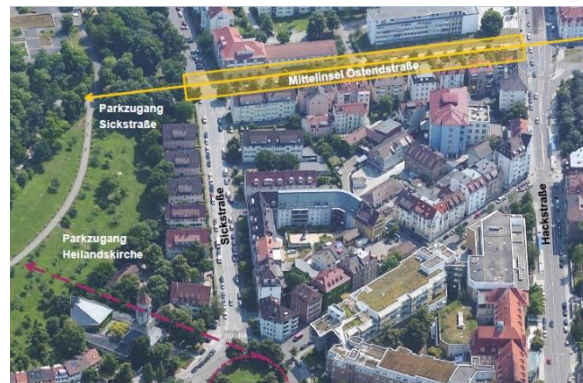 Mittelinsel Ostendstraße
Parkzugang
Sickstraße
Parkzugang
Heilandskirche
Sickstraße
Hackstraße